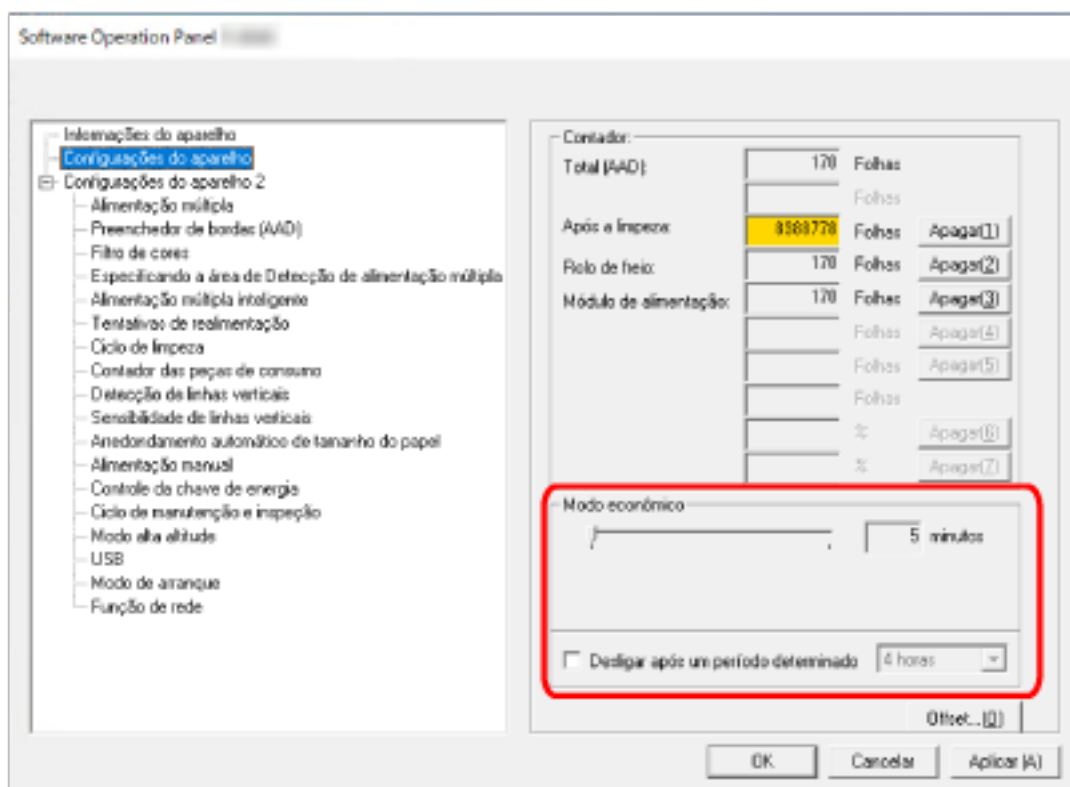 Software Operation Panel
Informações do aparelho
Configurações do aparelho
Configurações do aparelho 2
Alimentação múltipla
Preenchedor de bordas (AAD)
Filtro de cores
Especificando a área de Detecção de alimentação múltipla
Alimentação múltipla inteligente
Tentativas de realimentação
Ciclo de limpeza
Contador das peças de consumo
Detecção de linhas verticais
Sensibilidade de linhas verticais
Arredondamento automático de tamanho do papel
Alimentação manual
Controle da chave de energia
Ciclo de manutenção e inspeção
Modo alta altitude
USB
Modo de arranque
Função de rede
Contador:
Total (AAD): 170 Folhas
Folhas
Após a limpeza: Folhas Apagar(1)
Rolo de freio: 170 Folhas Apagar(2)
Módulo de alimentação: 170 Folhas Apagar(3)
Folhas Apagar(4)
Folhas Apagar(5)
Folhas
% Apagar(6)
% Apagar(7)
Modo econômico
5 minutos
Desligar após um período determinado 4 horas
Offset...(O)
OK Cancelar Aplicar (A)